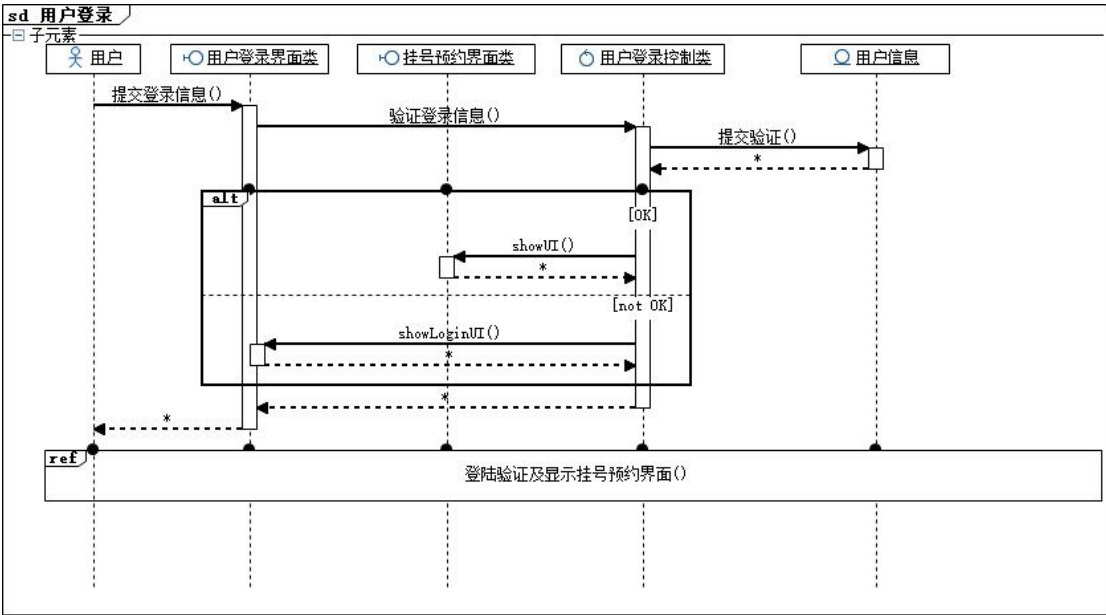 sd 用户登录
子元素
用户
用户登录界面类
挂号预约界面类
用户登录控制类
用户信息
提交登录信息()
验证登录信息()
提交验证()
*
alt
[OK]
showUI()
*
[not OK]
showLoginUI()
*
*
*
ref
登陆验证及显示挂号预约界面()